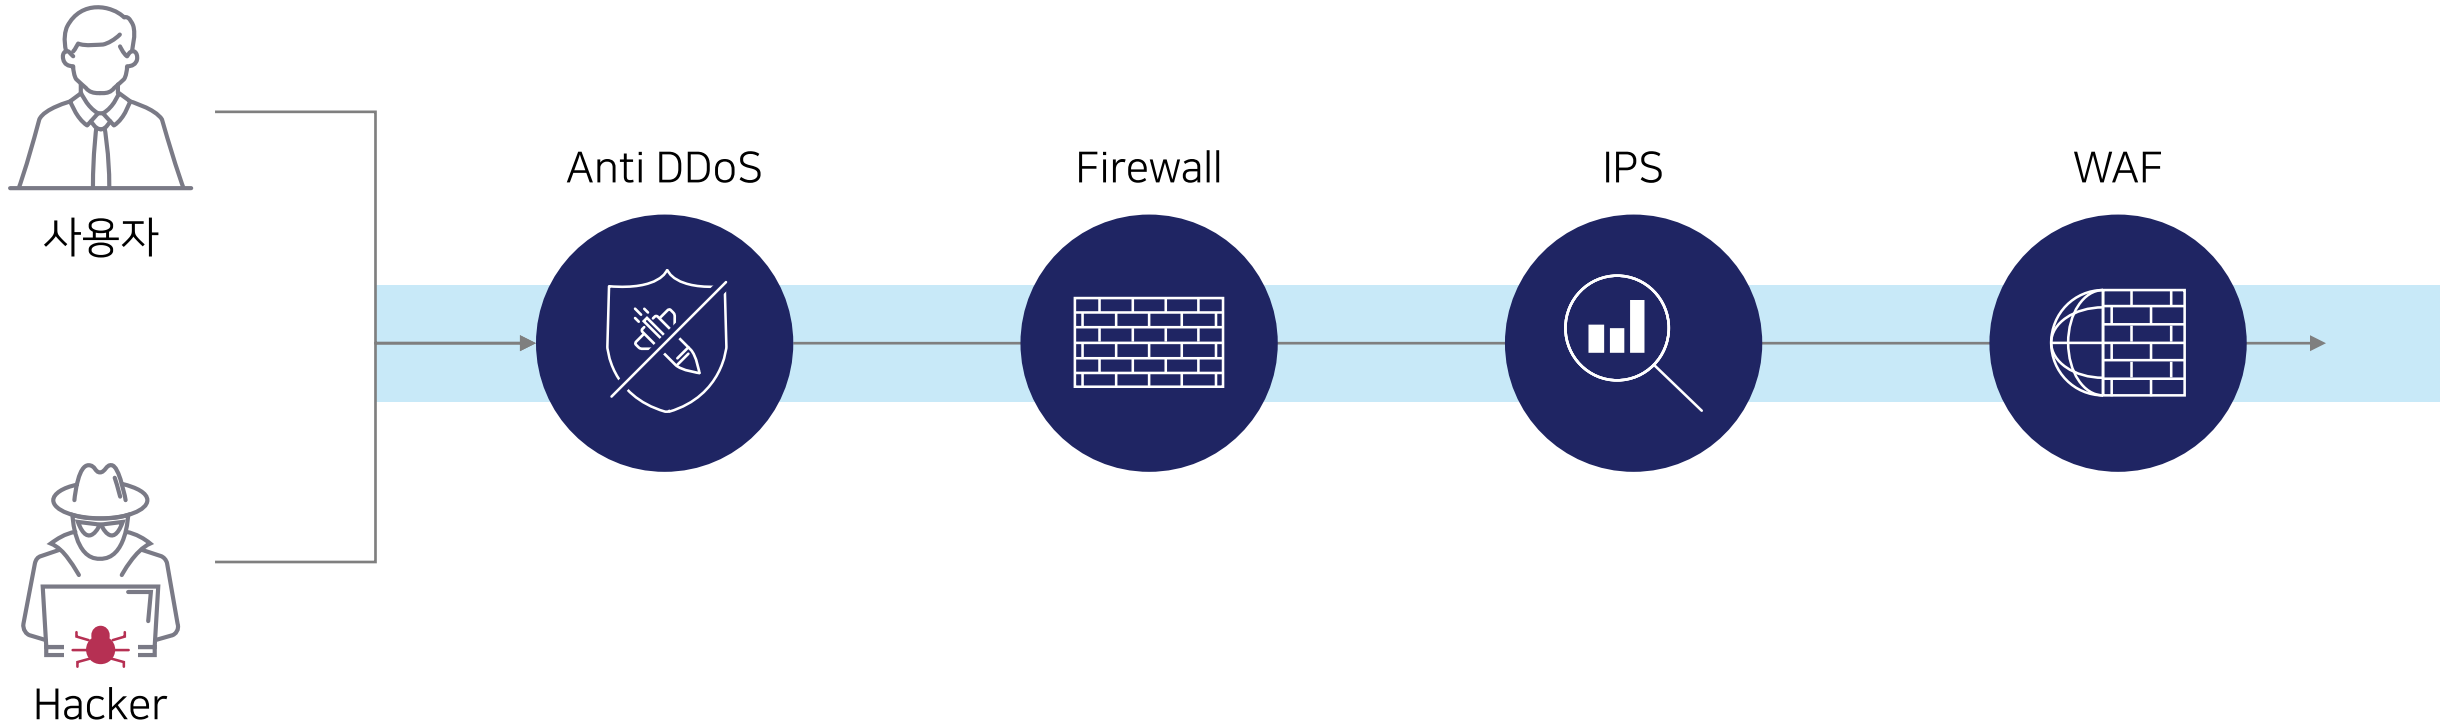 사용자
Anti DDoS
Firewall
IPS
WAF
Hacker